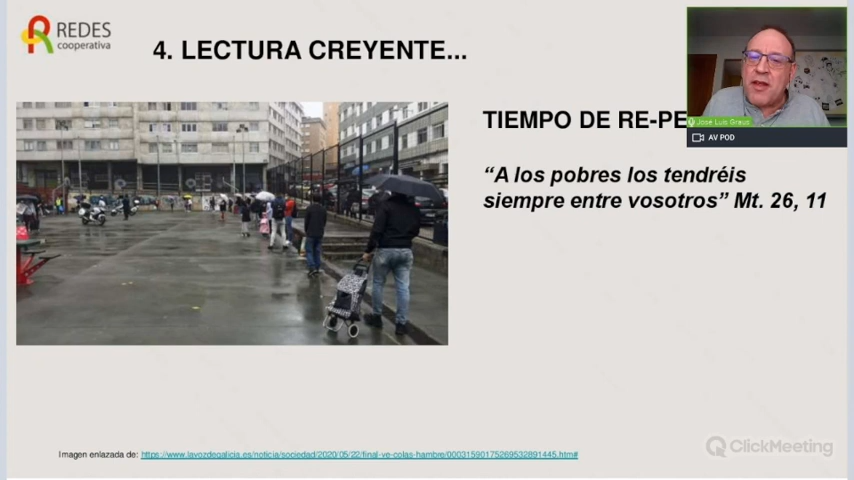 REDES
cooperativa
4. LECTURA CREYENTE...
José Luis Graus
AV POD
TIEMPO DE RE-PE
“A los pobres los tendréis
siempre entre vosotros” Mt. 26, 11
Imagen enlazada de: https://www.lavozdegalicia.es/noticia/sociedad/2020/05/22/final-ve-colas-hambre/00031590175269532891445.htm#
ClickMeeting